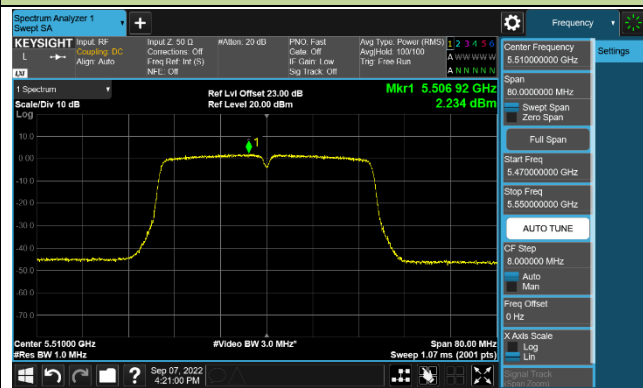 Spectrum Analyzer 1
Swept SA
Frequency
KEYSIGHT
Input: RF
Coupling: DC
Align: Auto
Input Z: 50 Ω
Corrections: Off
Freq Ref: Int (S)
NFE: Off
#Atten: 20 dB
PNO: Fast
Gate: Off
IF Gain: Low
Sig Track: Off
Avg Type: Power (RMS)
Avg|Hold: 100/100
Trig: Free Run
1 2 3 4 5 6
A W W W W W
A N N N N N
L
LXI
1 Spectrum
Scale/Div 10 dB
Log
Ref Lvl Offset 23.00 dB
Ref Level 20.00 dBm
Mkr1 5.506 92 GHz
2.234 dBm
1
10.0
0.00
-10.0
-20.0
-30.0
-40.0
-50.0
-60.0
-70.0
Center 5.51000 GHz
#Res BW 1.0 MHz
#Video BW 3.0 MHz*
Span 80.00 MHz
Sweep 1.07 ms (2001 pts)
Sep 07, 2022
4:21:00 PM
Center Frequency
5.510000000 GHz
Settings
Span
80.0000000 MHz
Swept Span
Zero Span
Full Span
Start Freq
5.470000000 GHz
Stop Freq
5.550000000 GHz
AUTO TUNE
CF Step
8.000000 MHz
Auto
Man
Freq Offset
0 Hz
X Axis Scale
Log
Lin
Signal Track
(Span Zoom)